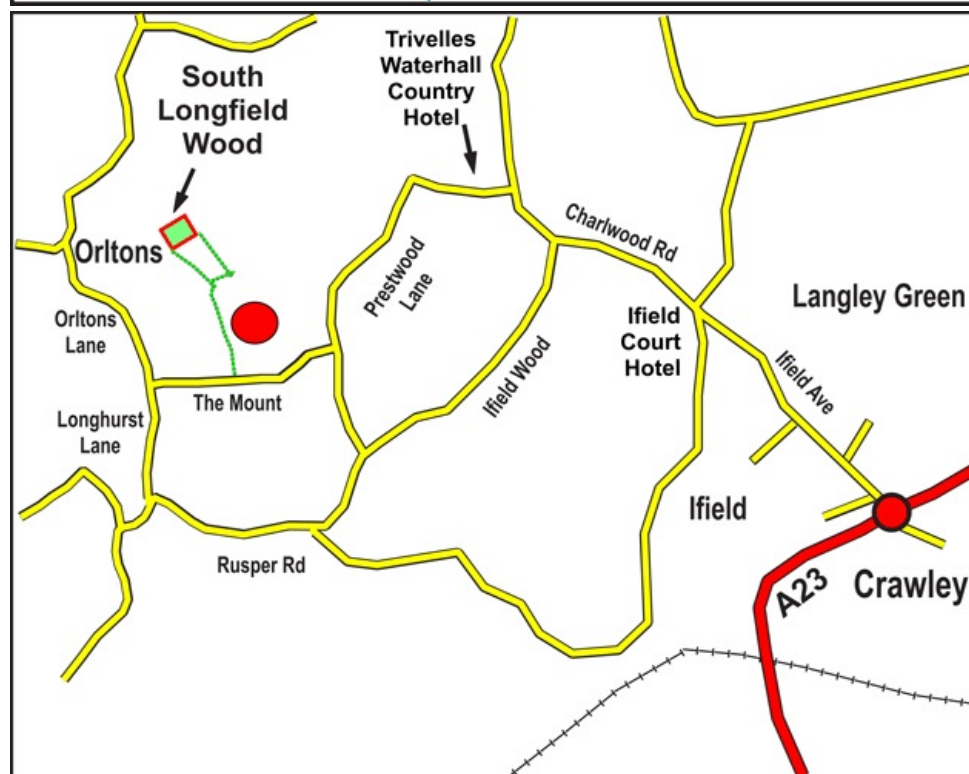 Trivelles
Waterhall
Country
Hotel
South
Longfield
Wood
Charlwood Rd
Orltons
Prestwood
Lane
Langley Green
Orltons
Lane
Ifield
Court
Hotel
Ifield Wood
Ifield Ave
The Mount
Longhurst
Lane
Ifield
Rusper Rd
A23
Crawley